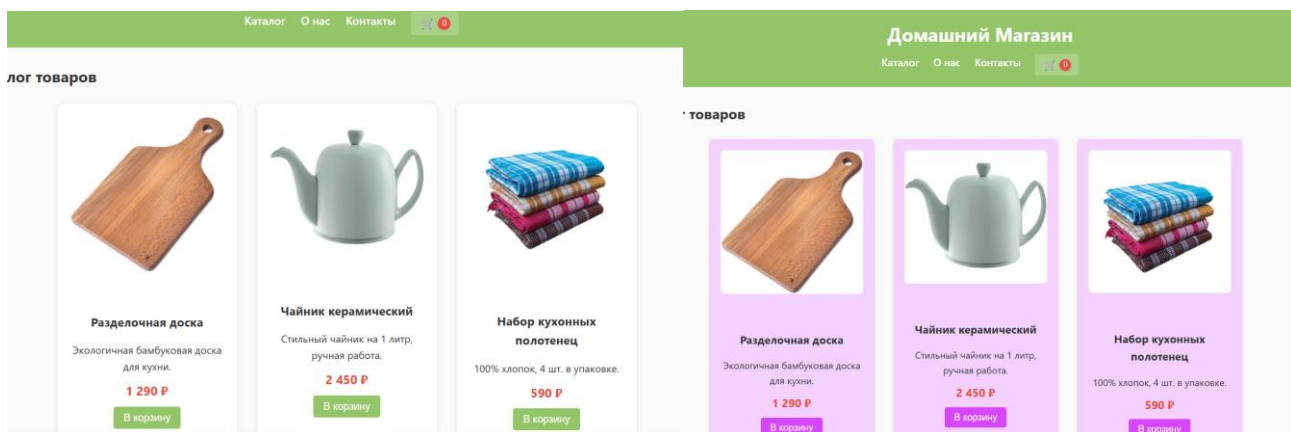 Каталог О нас Контакты 0
лог товаров
Разделочная доска
Экологичная бамбуковая доска
для кухни.
1 290 ₽
В корзину
Чайник керамический
Стильный чайник на 1 литр,
ручная работа.
2 450 ₽
В корзину
Набор кухонных
полотенец
100% хлопок, 4 шт. в упаковке.
590 ₽
В корзину
Домашний Магазин
Каталог О нас Контакты 0
товаров
Разделочная доска
Экологичная бамбуковая доска
для кухни.
1 290 ₽
В корзину
Чайник керамический
Стильный чайник на 1 литр,
ручная работа.
2 450 ₽
В корзину
Набор кухонных
полотенец
100% хлопок, 4 шт. в упаковке.
590 ₽
В корзину